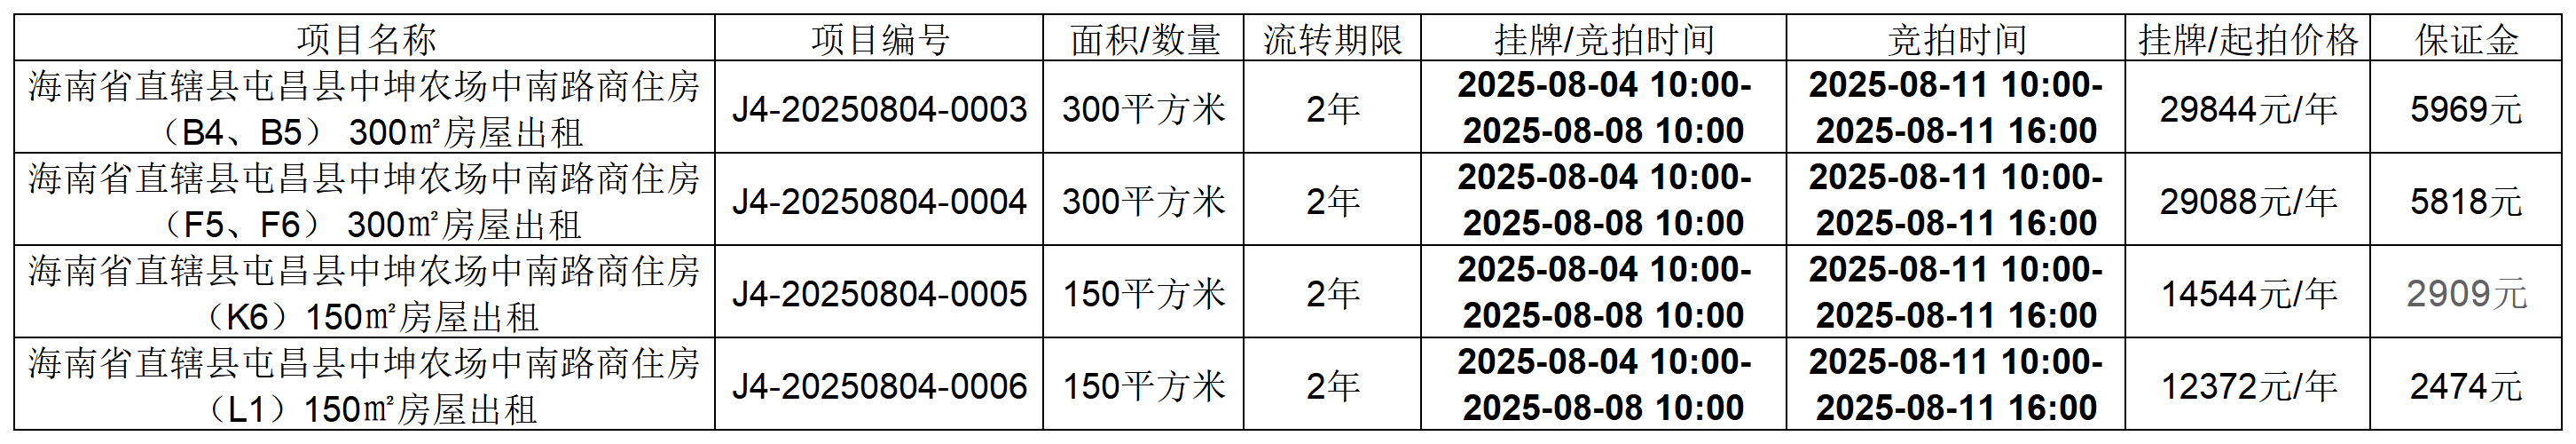 项目名称 项目编号 面积/数量 流转期限 挂牌/竞拍时间 竞拍时间 挂牌/起拍价格 保证金
海南省直辖县屯昌县中坤农场中南路商住房
（B4、B5） 300㎡房屋出租
J4-20250804-0003
300平方米
2年
2025-08-04 10:00-
2025-08-08 10:00
2025-08-11 10:00-
2025-08-11 16:00
29844元/年
5969元
海南省直辖县屯昌县中坤农场中南路商住房
（F5、F6） 300㎡房屋出租
J4-20250804-0004
300平方米
2年
2025-08-04 10:00-
2025-08-08 10:00
2025-08-11 10:00-
2025-08-11 16:00
29088元/年
5818元
海南省直辖县屯昌县中坤农场中南路商住房
（K6）150㎡房屋出租
J4-20250804-0005
150平方米
2年
2025-08-04 10:00-
2025-08-08 10:00
2025-08-11 10:00-
2025-08-11 16:00
14544元/年
2909元
海南省直辖县屯昌县中坤农场中南路商住房
（L1）150㎡房屋出租
J4-20250804-0006
150平方米
2年
2025-08-04 10:00-
2025-08-08 10:00
2025-08-11 10:00-
2025-08-11 16:00
12372元/年
2474元